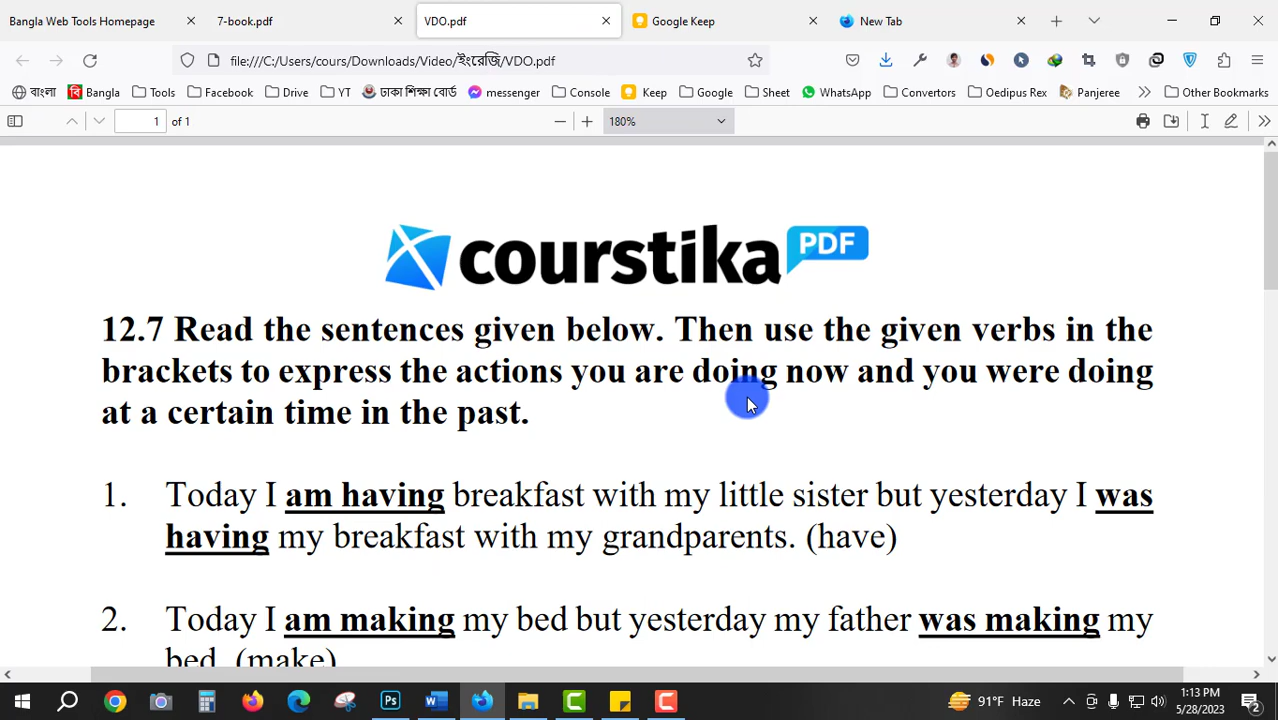 Bangla Web Tools Homepage
7-book.pdf
VDO.pdf
Google Keep
New Tab
file:///C:/Users/cours/Downloads/Video/ইংরেজি/VDO.pdf
বাংলা
Bangla
Tools
Facebook
Drive
YT
ঢাকা শিক্ষা বোর্ড
messenger
Console
Keep
Google
Sheet
WhatsApp
Convertors
Oedipus Rex
Panjeree
Other Bookmarks
1 of 1
180%
courstika PDF
12.7 Read the sentences given below. Then use the given verbs in the
brackets to express the actions you are doing now and you were doing
at a certain time in the past.
1. Today I am having breakfast with my little sister but yesterday I was
having my breakfast with my grandparents. (have)
2. Today I am making my bed but yesterday my father was making my
bed. (make)
91°F Haze
1:13 PM
5/28/2023
2